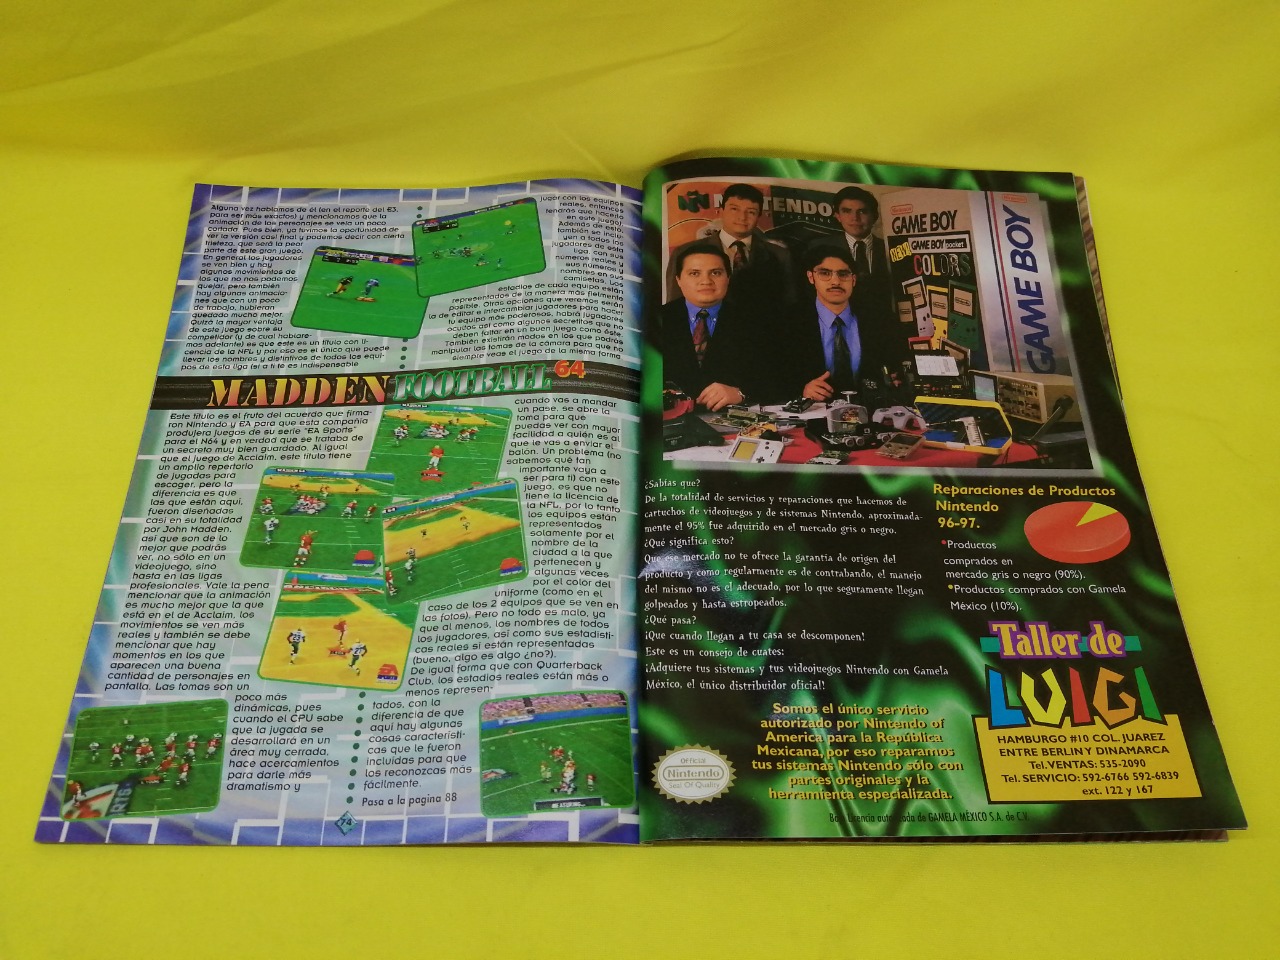 Alguna vez hablamos de él (en el reporte del E3,
para ser más exactos) y mencionamos que la
animación de los personajes se veía un poco
cortada. Pues bien, ya tuvimos la oportunidad de
ver la versión casi final y podemos decir con cierta
tristeza, que será la peor
parte de este gran juego.
En general los jugadores
se ven bien y hay
algunos movimientos de
los que no nos podemos
quejar, pero también
hay algunas animacio-
nes que con un poco
de trabajo, hubieran
quedado mucho mejor.
Quizá la mayor ventaja
de este juego sobre su
competidor (y de cual hablare-
mos adelante) es que este es un título con li-
cencia de la NFL y por eso es el único que puede
llevar los nombres y distintivos de todos los equi-
pos de esta liga (si a ti te es indispensable
jugar con los equipos
reales, entonces
tendrás que hacerlo
en este juego).
Además de esto,
también se inclu-
yen a todos los
jugadores de esta
liga, con sus
números reales y
sus números y
nombres en sus
camisetas. Los
estadios de cada equipo están
representados de la manera más fielmente
posible. Otras opciones que veremos serán
la de editar e intercambiar jugadores para hacer
tu equipo más poderosos, habrá jugadores
ocultos así como algunos secretitos que no
deben faltar en un buen juego como éste.
También existirán modos en los que podrás
manipular las tomas de la cámara para que no
siempre veas el juego de la misma forma
MADDEN FOOTBALL 64
Este título es el fruto del acuerdo que firma-
ron Nintendo y EA para que esta compañía
produjera juegos de su serie "EA Sports"
para el N64 y en verdad que se trataba de
un secreto muy bien guardado. Al igual
que el juego de Acclaim, este título tiene
un amplio repertorio
de jugadas para
escoger, pero la
diferencia es que
las que están aquí,
fueron diseñadas
casi en su totalidad
por John Madden,
así que son de lo
mejor que podrás
ver, no sólo en un
videojuego, sino
hasta en las ligas
profesionales. Vale la pena
mencionar que la animación
es mucho mejor que la que
está en el de Acclaim, los
movimientos se ven más
reales y también se debe
mencionar que hay
momentos en los que
aparecen una buena
cantidad de personajes en
pantalla. Las tomas son un
poco más
dinámicas, pues
cuando el CPU sabe
que la jugada se
desarrollará en un
área muy cerrada,
hace acercamientos
para darle más
dramatismo y
cuando vas a mandar
un pase, se abre la
toma para que
puedas ver con mayor
facilidad a quién es al
que le vas a enviar el
balón. Un problema (no
sabemos qué tan
importante vaya a
ser para ti) con este
juego, es que no
tiene la licencia de
la NFL, por lo tanto
los equipos están
representados
solamente por el
nombre de la
ciudad a la que
pertenecen y
algunas veces
por el color del
uniforme (como en el
caso de los 2 equipos que se ven en
las fotos). Pero no todo es malo, ya
que al menos, los nombres de todos
los jugadores, así como sus estadísti-
cas reales si están representadas
(bueno, algo es algo ¿no?).
De igual forma que con Quarterback
Club, los estadios reales están más o
menos represen-
tados, con la
diferencia de que
aquí hay algunas
cosas característi-
cas que le fueron
incluidas para que
los reconozcas más
fácilmente.
Pasa a la página 88
74
EA
SPORTS
NINTENDO
GAME BOY
NEW!
GAME BOY pocket
COLORS
GAME BOY
¿Sabías que?
De la totalidad de servicios y reparaciones que hacemos de
cartuchos de videojuegos y de sistemas Nintendo, aproximada-
mente el 95% fue adquirido en el mercado gris o negro.
¿Qué significa esto?
Que ese mercado no te ofrece la garantía de origen del
producto y como regularmente es de contrabando, el manejo
del mismo no es el adecuado, por lo que seguramente llegan
golpeados y hasta estropeados.
¿Qué pasa?
¡Que cuando llegan a tu casa se descomponen!
Este es un consejo de cuates:
¡Adquiere tus sistemas y tus videojuegos Nintendo con Gamela
México, el único distribuidor oficial!
Reparaciones de Productos
Nintendo
96-97.
*Productos
comprados en
mercado gris o negro (90%).
*Productos comprados con Gamela
México (10%).
Somos el único servicio
autorizado por Nintendo of
America para la República
Mexicana, por eso reparamos
tus sistemas Nintendo sólo con
partes originales y la
herramienta especializada.
Official
Nintendo
Seal Of Quality
Taller de
LUIGI
HAMBURGO #10 COL. JUAREZ
ENTRE BERLIN Y DINAMARCA
Tel. VENTAS: 535-2090
Tel. SERVICIO: 592-6766 592-6839
ext. 122 y 167
Bajo Licencia autorizada de GAMELA MÉXICO S.A. de C.V.